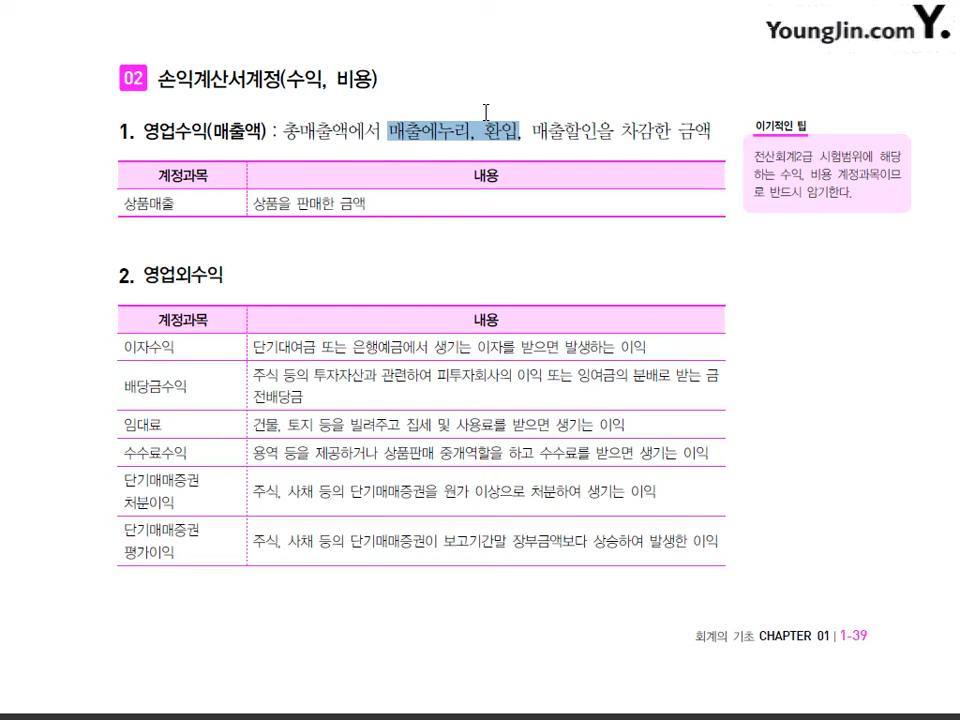 YoungJin.com Y.
02 손익계산서계정(수익, 비용)
1. 영업수익(매출액) : 총매출액에서 매출에누리, 환입, 매출할인을 차감한 금액
계정과목 내용
상품매출 상품을 판매한 금액
이기적인 팁
전산회계2급 시험범위에 해당
하는 수익, 비용 계정과목이므
로 반드시 암기한다.
2. 영업외수익
계정과목 내용
이자수익 단기대여금 또는 은행예금에서 생기는 이자를 받으면 발생하는 이익
배당금수익 주식 등의 투자자산과 관련하여 피투자회사의 이익 또는 잉여금의 분배로 받는 금
전배당금
임대료 건물, 토지 등을 빌려주고 집세 및 사용료를 받으면 생기는 이익
수수료수익 용역 등을 제공하거나 상품판매 중개역할을 하고 수수료를 받으면 생기는 이익
단기매매증권
처분이익
주식, 사채 등의 단기매매증권을 원가 이상으로 처분하여 생기는 이익
단기매매증권
평가이익
주식, 사채 등의 단기매매증권이 보고기간말 장부금액보다 상승하여 발생한 이익
회계의 기초 CHAPTER 01 | 1-39